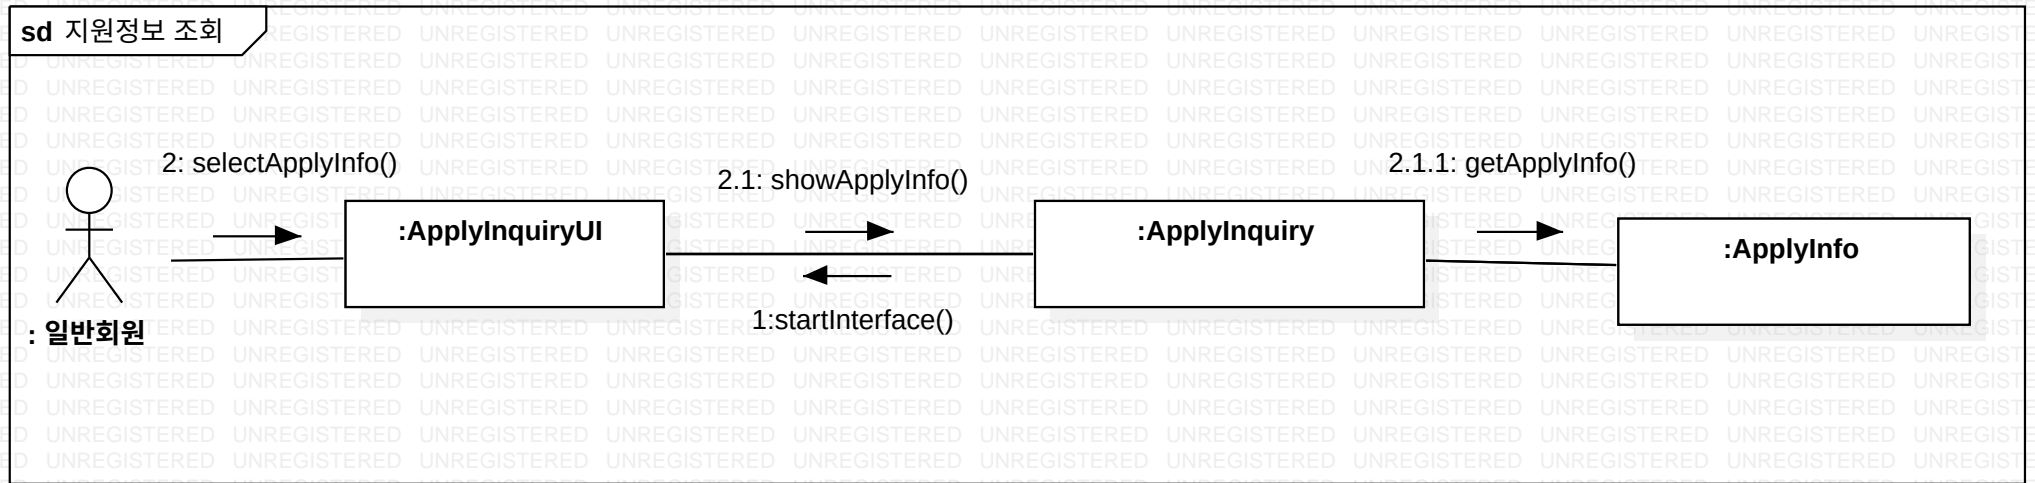 sd 지원정보 조회
2: selectApplyInfo()
2.1: showApplyInfo()
2.1.1: getApplyInfo()
:ApplyInquiryUI
:ApplyInquiry
:ApplyInfo
1:startInterface()
: 일반회원
UNREGISTERED